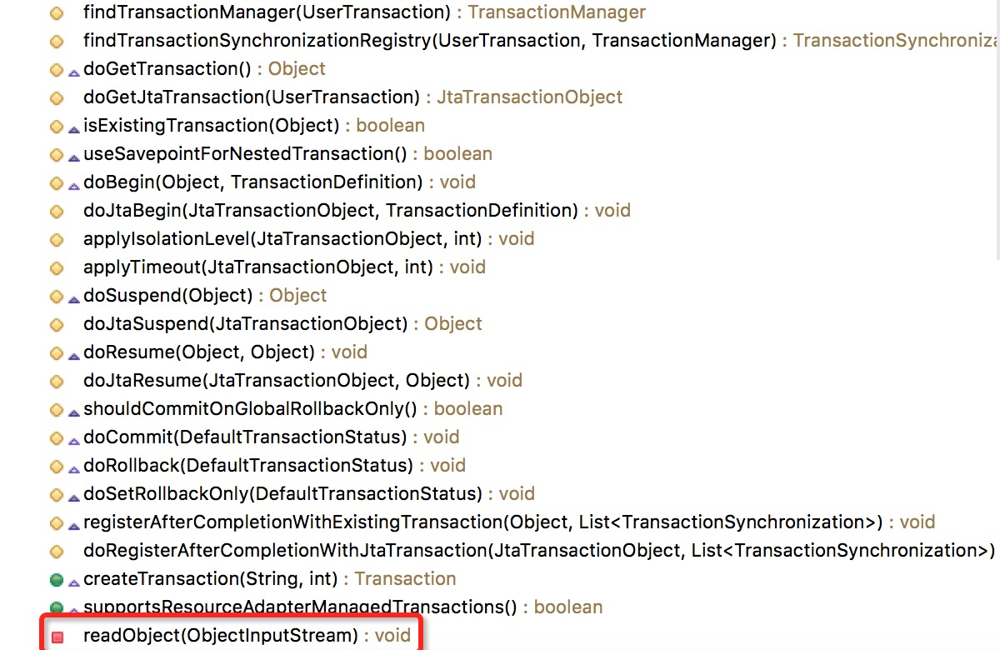 findTransactionManager(UserTransaction) : TransactionManager
findTransactionSynchronizationRegistry(UserTransaction, TransactionManager) : TransactionSynchroniza
doGetTransaction() : Object
doGetJtaTransaction(UserTransaction) : JtaTransactionObject
isExistingTransaction(Object) : boolean
useSavepointForNestedTransaction() : boolean
doBegin(Object, TransactionDefinition) : void
doJtaBegin(JtaTransactionObject, TransactionDefinition) : void
applyIsolationLevel(JtaTransactionObject, int) : void
applyTimeout(JtaTransactionObject, int) : void
doSuspend(Object) : Object
doJtaSuspend(JtaTransactionObject) : Object
doResume(Object, Object) : void
doJtaResume(JtaTransactionObject, Object) : void
shouldCommitOnGlobalRollbackOnly() : boolean
doCommit(DefaultTransactionStatus) : void
doRollback(DefaultTransactionStatus) : void
doSetRollbackOnly(DefaultTransactionStatus) : void
registerAfterCompletionWithExistingTransaction(Object, List<TransactionSynchronization>) : void
doRegisterAfterCompletionWithJtaTransaction(JtaTransactionObject, List<TransactionSynchronization>)
createTransaction(String, int) : Transaction
supportsResourceAdapterManagedTransactions() : boolean
readObject(ObjectInputStream) : void